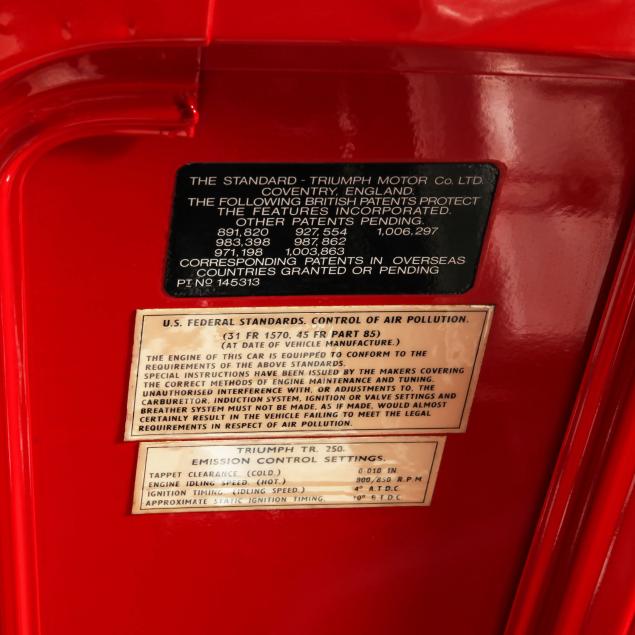 THE STANDARD - TRIUMPH MOTOR Co. LTD
COVENTRY, ENGLAND.
THE FOLLOWING BRITISH PATENTS PROTECT
THE FEATURES INCORPORATED.
OTHER PATENTS PENDING.
891,820 927,554 1,006,297
983,398 987,862
971,198 1,003,863
CORRESPONDING PATENTS IN OVERSEAS
COUNTRIES GRANTED OR PENDING
PT No 145313
U.S. FEDERAL STANDARDS. CONTROL OF AIR POLLUTION.
(31 FR 1570, 45 FR PART 85)
(AT DATE OF VEHICLE MANUFACTURE.)
THE ENGINE OF THIS CAR IS EQUIPPED TO CONFORM TO THE
REQUIREMENTS OF THE ABOVE STANDARDS.
SPECIAL INSTRUCTIONS HAVE BEEN ISSUED BY THE MAKERS COVERING
THE CORRECT METHODS OF ENGINE MAINTENANCE AND TUNING.
UNAUTHORISED INTERFERENCE WITH, OR ADJUSTMENTS TO, THE
CARBURETTOR, INDUCTION SYSTEM, IGNITION OR VALVE SETTINGS AND
BREATHER SYSTEM MUST NOT BE MADE, AS IF MADE, WOULD ALMOST
CERTAINLY RESULT IN THE VEHICLE FAILING TO MEET THE LEGAL
REQUIREMENTS IN RESPECT OF AIR POLLUTION.
TRIUMPH TR. 250.
EMISSION CONTROL SETTINGS.
TAPPET CLEARANCE. (COLD.) 0·010 IN
ENGINE IDLING SPEED (HOT.) 800/850 R.P.M
IGNITION TIMING. (IDLING SPEED.) 4° A.T.D.C
APPROXIMATE STATIC IGNITION TIMING. 10° B.T.D.C